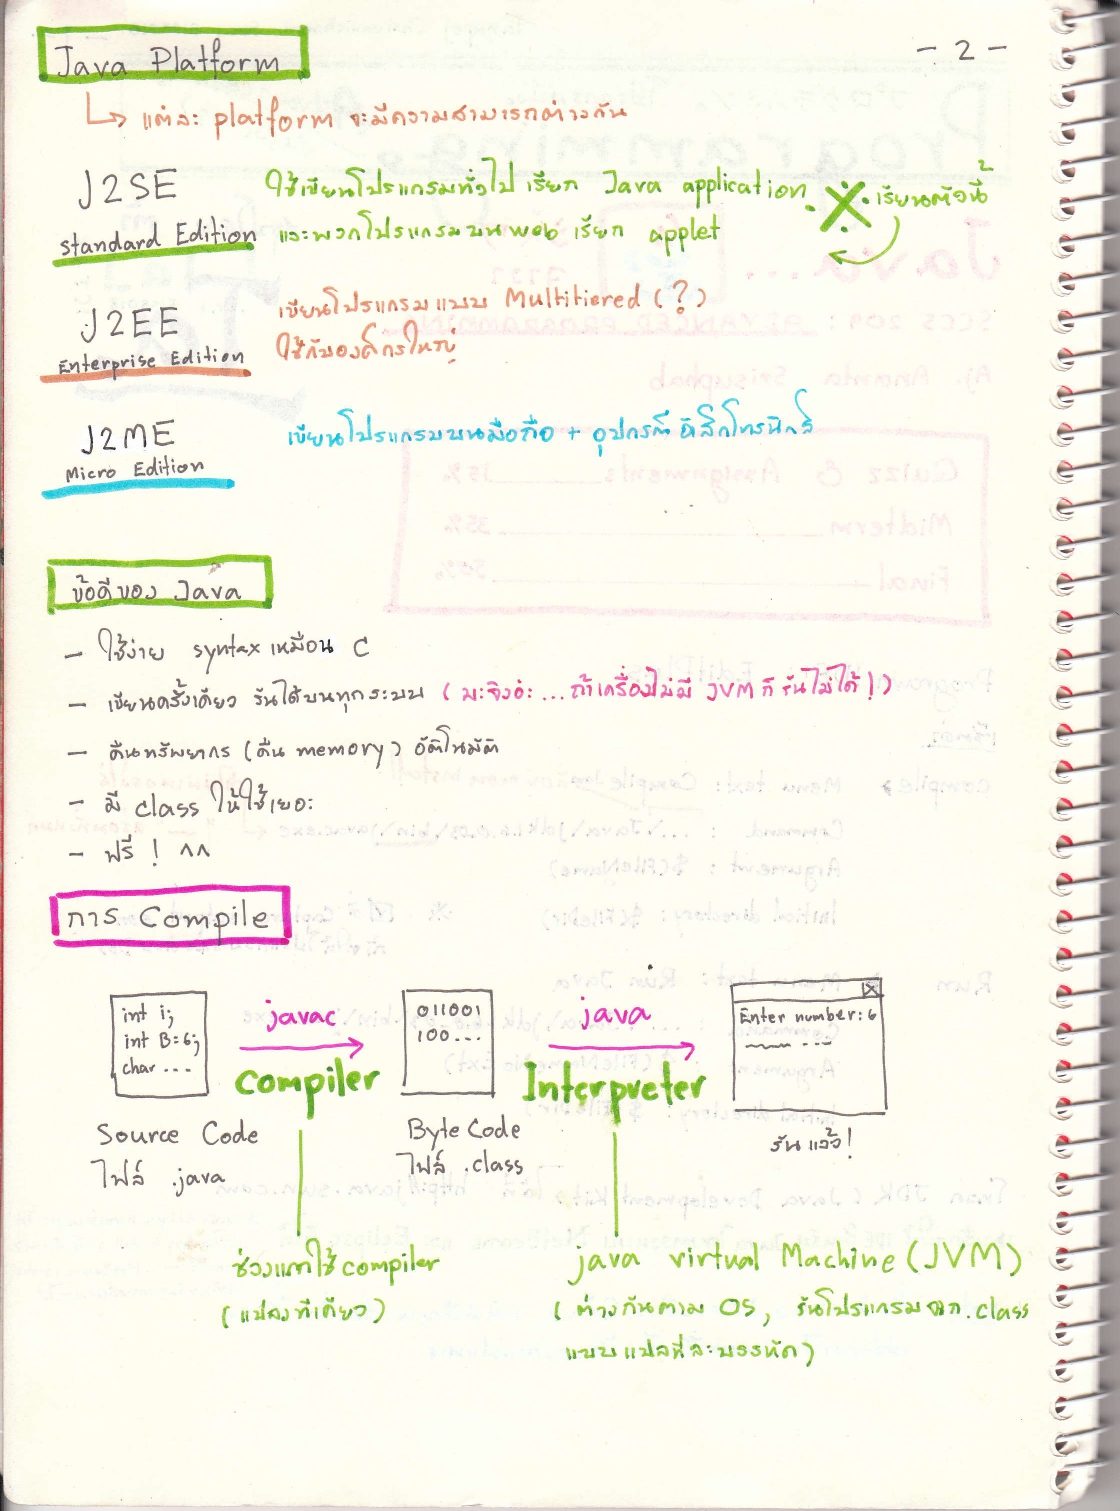 - 2 -
Java Platform
แต่ละ platform จะมีความสามารถต่างกัน
J2SE
Standard Edition
ใช้เขียนโปรแกรมทั่วไป เรียก Java application
และพวกโปรแกรมบนweb เรียก applet
※ เรียนตัวนี้
J2EE
Enterprise Edition
เขียนโปรแกรมแบบ Multitiered (?)
ใช้กับองค์กรใหญ่
J2ME
Micro Edition
เขียนโปรแกรมบนมือถือ + อุปกรณ์อิเล็กโทรนิกส์
ข้อดีของ Java
- ใช้ง่าย syntax เหมือน C
- เขียนครั้งเดียว รันได้บนทุกระบบ (มะจิงอ่ะ ... ถ้าเครื่องไม่มี JVM ก็รันไม่ได้!)
- คืนทรัพยากร (คืน memory) อัติโนมัติ
- มี class ให้ใช้เยอะ
- ฟรี ! ^^
การ Compile
int i;
int B=6;
char ...
javac
Compiler
011001
100...
java
Interpreter
Enter number: 6
Source Code
ไฟล์ .java
Byte Code
ไฟล์ .class
รันแล้ว!
ช่วงแรกใช้ compiler
(แปลงทีเดียว)
java virtual Machine (JVM)
(ต่างกันตาม OS, รันโปรแกรมจาก .class
แบบแปลทีละบรรทัด)